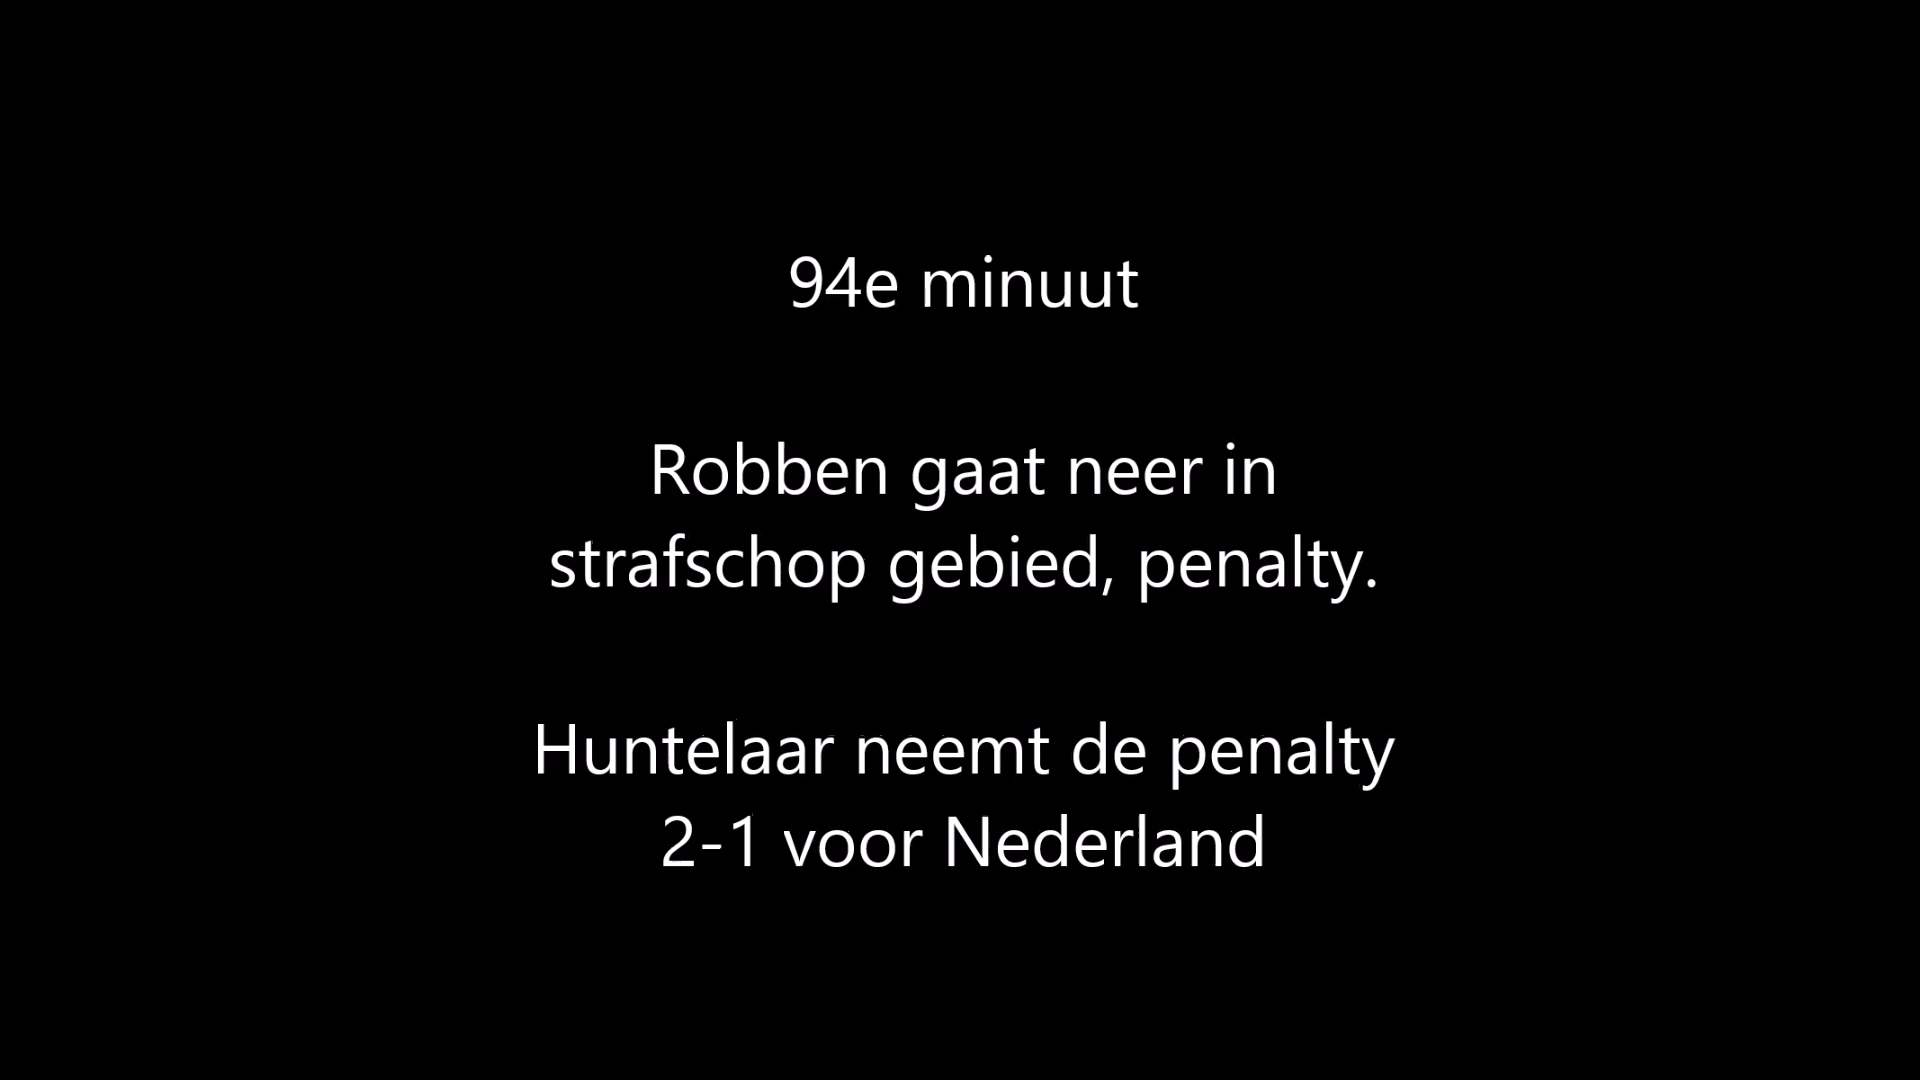 94e minuut
Robben gaat neer in
strafschop gebied, penalty.
Huntelaar neemt de penalty
2-1 voor Nederland